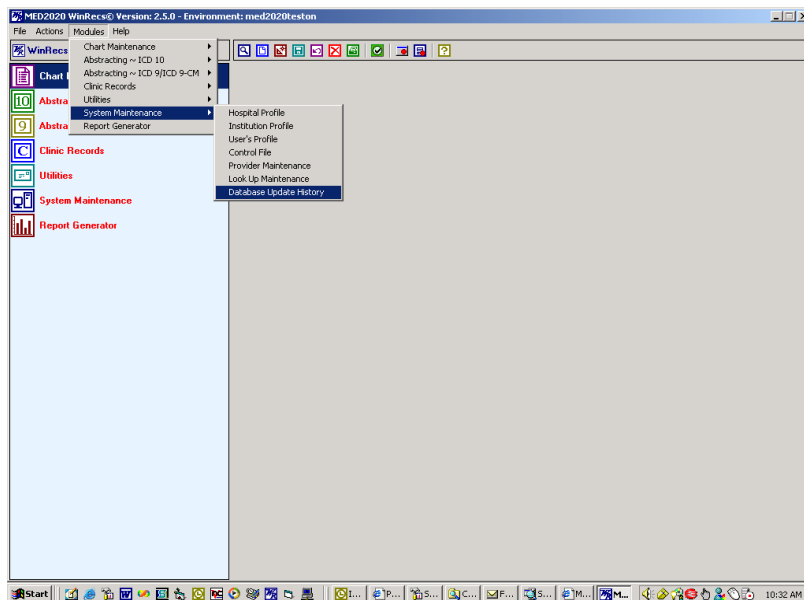 MED2020 WinRecs© Version: 2.5.0 - Environment: med2020teston
File Actions Modules Help
WinRecs
Chart Maintenance
Abstracting ~ ICD 10
Abstracting ~ ICD 9/ICD 9-CM
Clinic Records
Utilities
System Maintenance
Report Generator
Hospital Profile
Institution Profile
User's Profile
Control File
Provider Maintenance
Look Up Maintenance
Database Update History
Chart
10 Abstra
9 Abstra
C Clinic Records
Utilities
System Maintenance
Report Generator
Start I... P... S... C... F... S... M... M... 10:32 AM